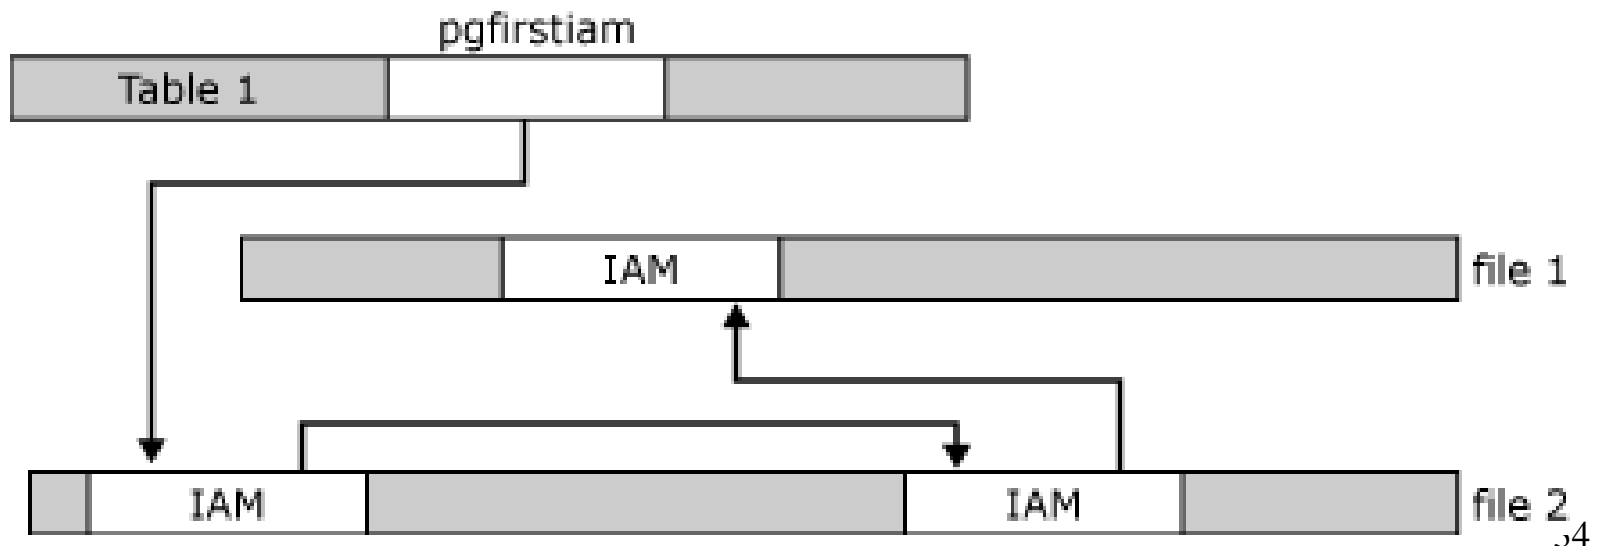 pgfirstiam
Table 1
IAM
file 1
IAM
IAM
file 2